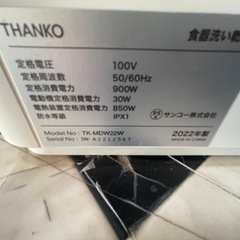 THANKO
食器洗い乾
定格電圧 100V
定格周波数 50/60Hz
定格消費電力 900W
電動機定格消費電力 30W
電熱装置定格消費電力 850W
防水等級 IPX1
サンコー株式会社
Model No.: TK-MDW22W
2022年製
MADE IN CHINA